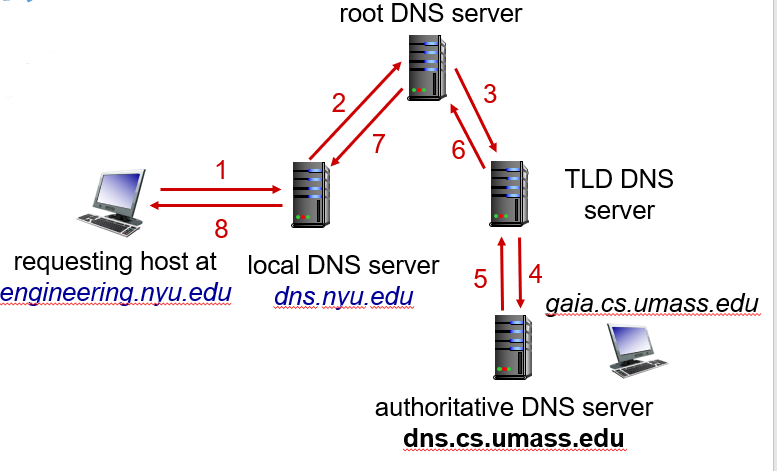 root DNS server
2
3
7
6
1
8
TLD DNS
server
requesting host at
engineering.nyu.edu
local DNS server
dns.nyu.edu
5
4
gaia.cs.umass.edu
authoritative DNS server
dns.cs.umass.edu